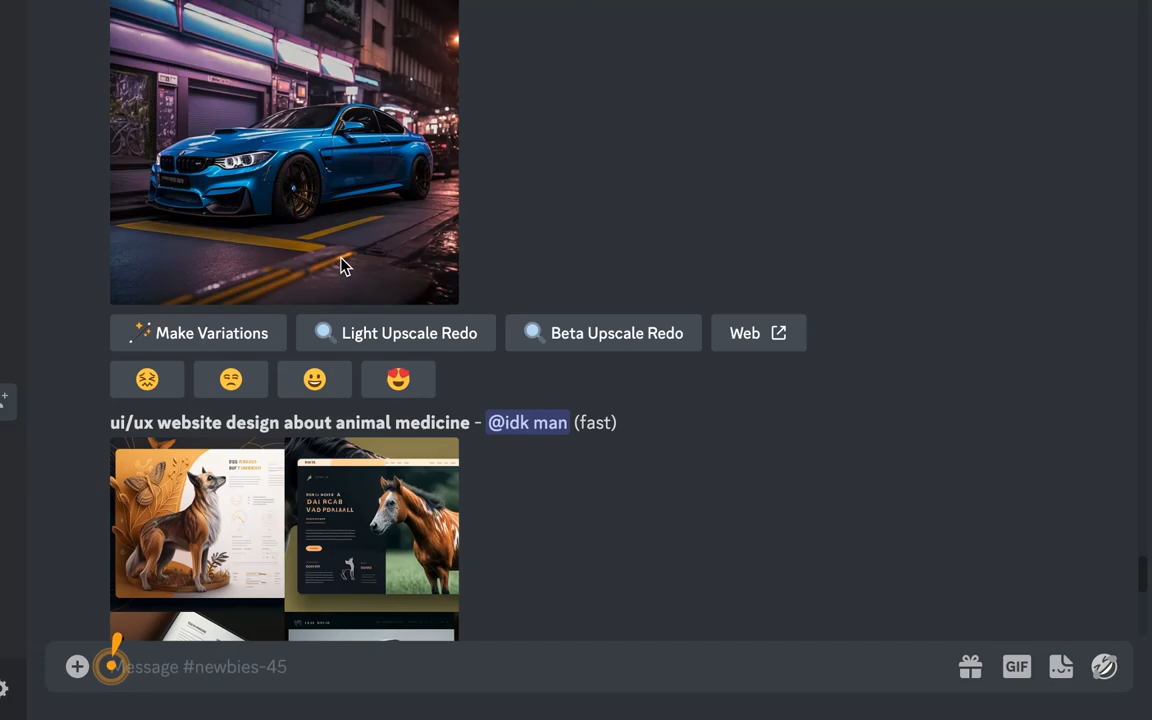 Make Variations
Light Upscale Redo
Beta Upscale Redo
Web
ui/ux website design about animal medicine - @idk man (fast)
Message #newbies-45
GIF